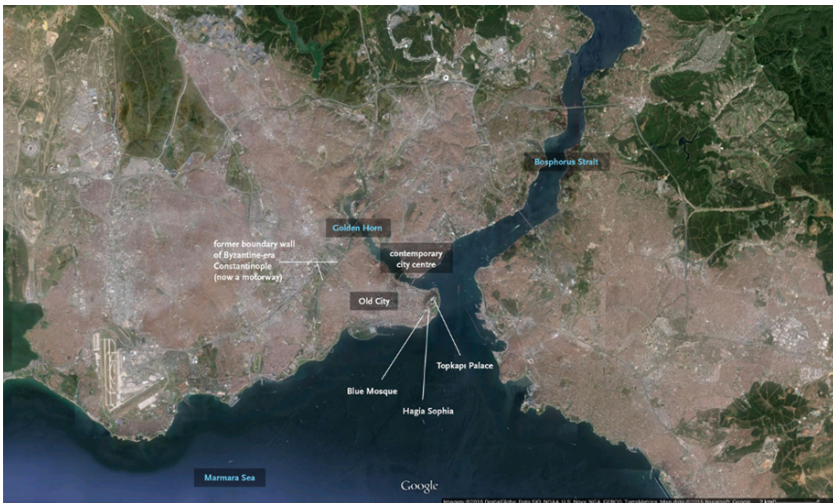 Bosphorus Strait
Golden Horn
former boundary wall
of Byzantine-era
Constantinople
(now a motorway)
contemporary
city centre
Old City
Topkapı Palace
Blue Mosque
Hagia Sophia
Marmara Sea
Google